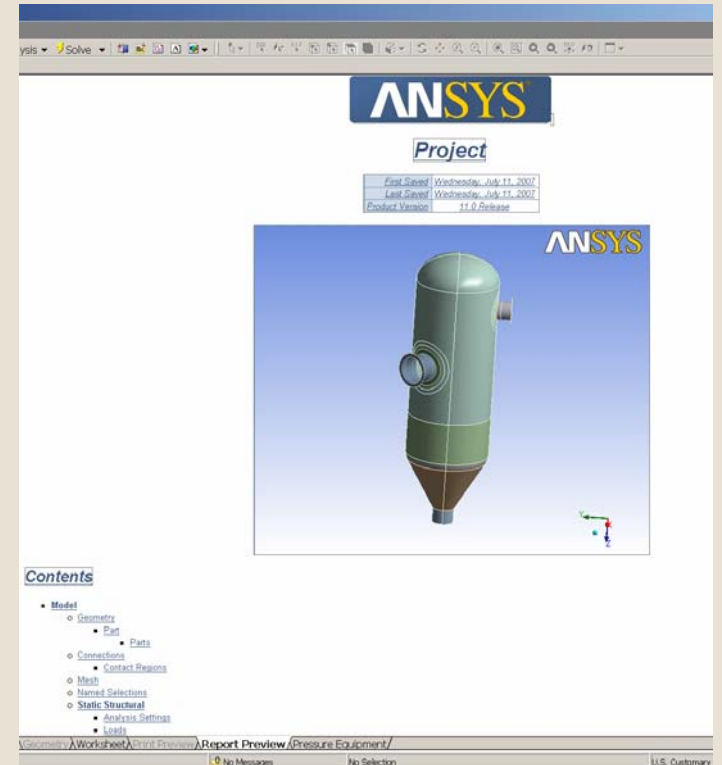 ysis Solve
ANSYS
Project
First Saved Wednesday, July 11, 2007
Last Saved Wednesday, July 11, 2007
Product Version 11.0 Release
ANSYS
Y
X
Z
Contents
Model
Geometry
Part
Parts
Connections
Contact Regions
Mesh
Named Selections
Static Structural
Analysis Settings
Loads
Geometry Worksheet Print Preview Report Preview Pressure Equipment
No Messages No Selection U.S. Customary